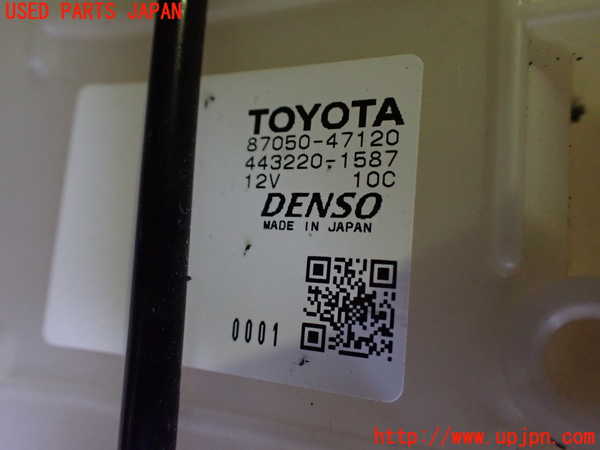 USED PARTS JAPAN
TOYOTA
87050-47120
443220-1587
12V 10C
DENSO
MADE IN JAPAN
0001
http://www.upjpn.com